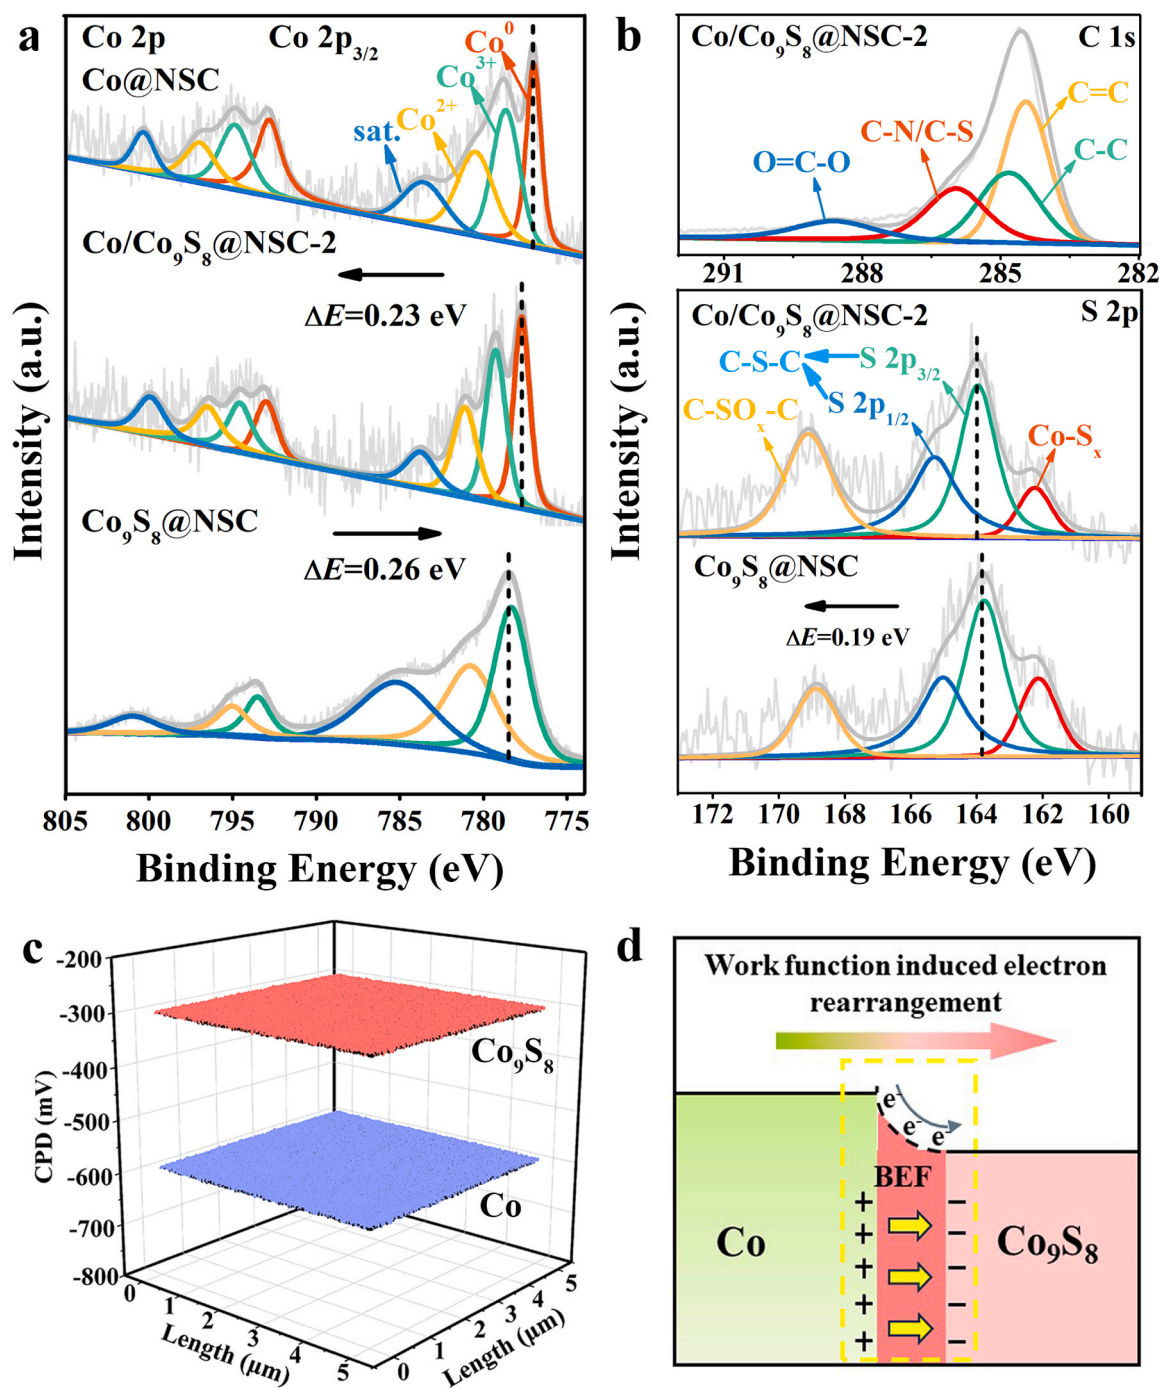 a
Co 2p
Co 2p3/2
Co@NSC
Co0
Co3+
Co2+
sat.
Co/Co9S8@NSC-2
ΔE=0.23 eV
Co9S8@NSC
ΔE=0.26 eV
Intensity (a.u.)
805 800 795 790 785 780 775
Binding Energy (eV)
b
Co/Co9S8@NSC-2
C 1s
C=C
C-N/C-S
O=C-O
C-C
291 288 285 282
Co/Co9S8@NSC-2
S 2p
C-S-C
S 2p3/2
S 2p1/2
C-SOx-C
Co-Sx
Co9S8@NSC
ΔE=0.19 eV
Intensity (a.u.)
172 170 168 166 164 162 160
Binding Energy (eV)
c
-200
-300
-400
-500
-600
-700
-800
CPD (mV)
Co9S8
Co
0 1 2 3 4 5
Length (μm)
0 1 2 3 4 5
Length (μm)
d
Work function induced electron
rearrangement
e-
e-
e-
BEF
+ −
+ −
+ −
+ −
+ −
Co
Co9S8